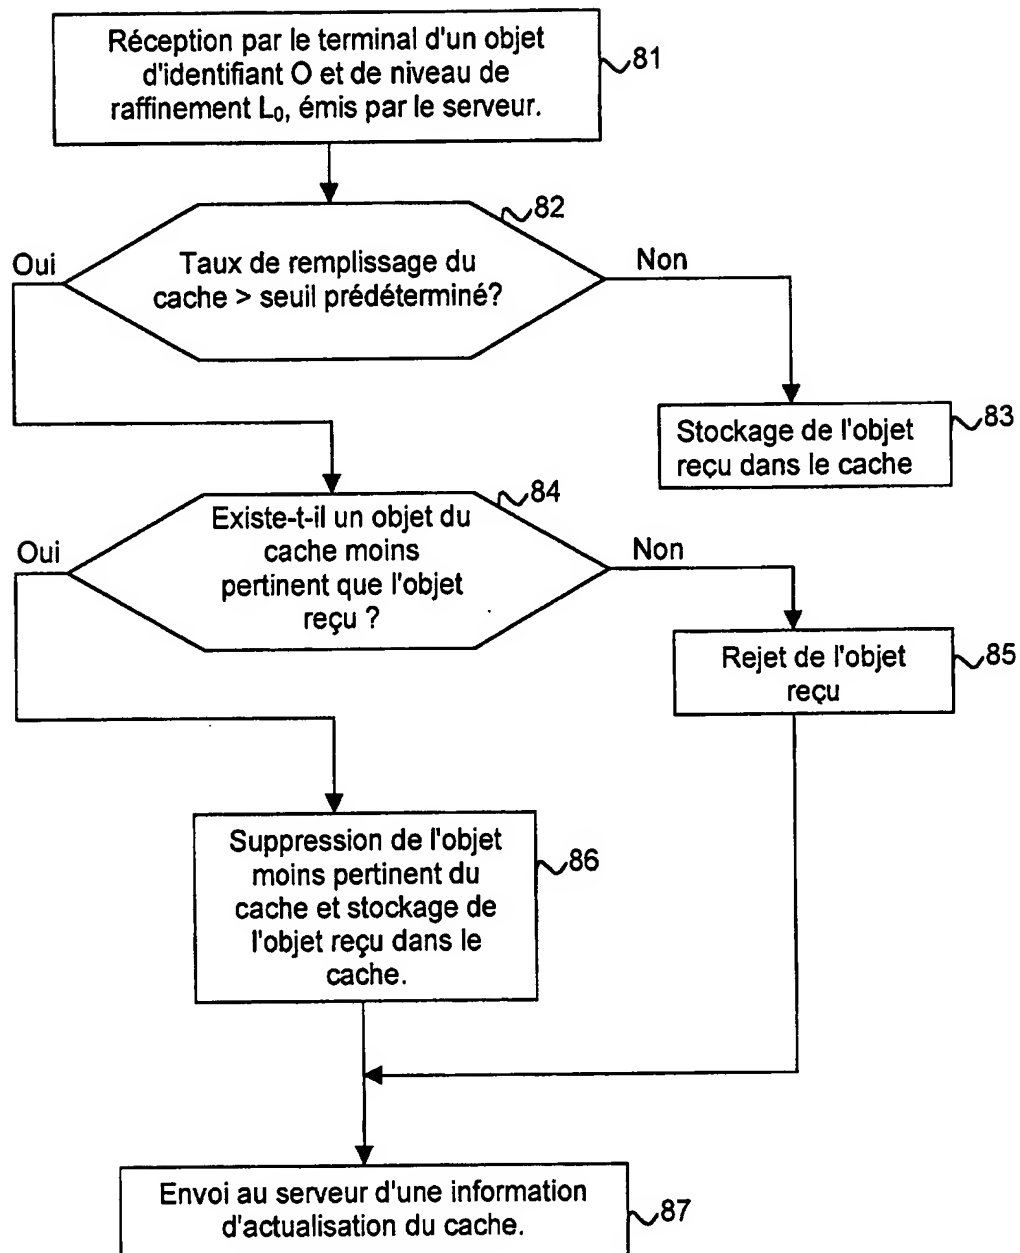 Réception par le terminal d'un objet
d'identifiant O et de niveau de
raffinement L₀, émis par le serveur.
81
82
Oui
Taux de remplissage du
cache > seuil prédéterminé?
Non
83
Stockage de l'objet
reçu dans le cache
84
Oui
Existe-t-il un objet du
cache moins
pertinent que l'objet
reçu ?
Non
Rejet de l'objet
reçu
85
Suppression de l'objet
moins pertinent du
cache et stockage de
l'objet reçu dans le
cache.
86
Envoi au serveur d'une information
d'actualisation du cache.
87